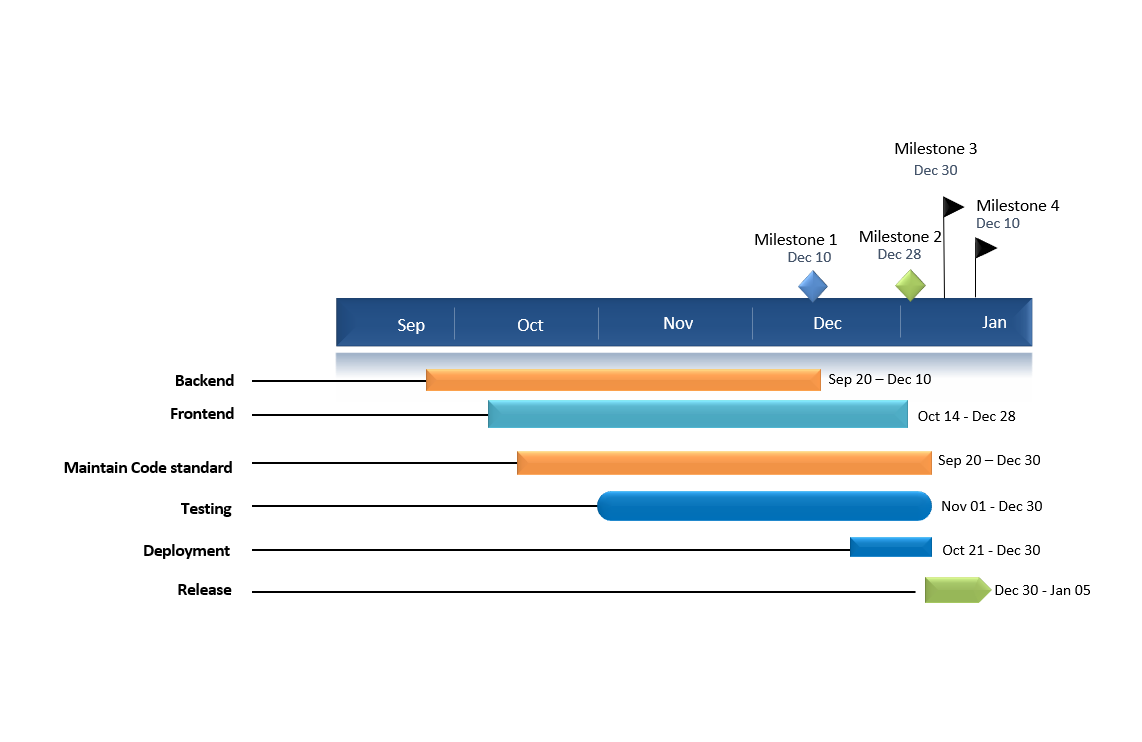 Milestone 3
Dec 30
Milestone 4
Dec 10
Milestone 1
Dec 10
Milestone 2
Dec 28
Sep Oct Nov Dec Jan
Backend Sep 20 – Dec 10
Frontend Oct 14 - Dec 28
Maintain Code standard Sep 20 – Dec 30
Testing Nov 01 - Dec 30
Deployment Oct 21 - Dec 30
Release Dec 30 - Jan 05